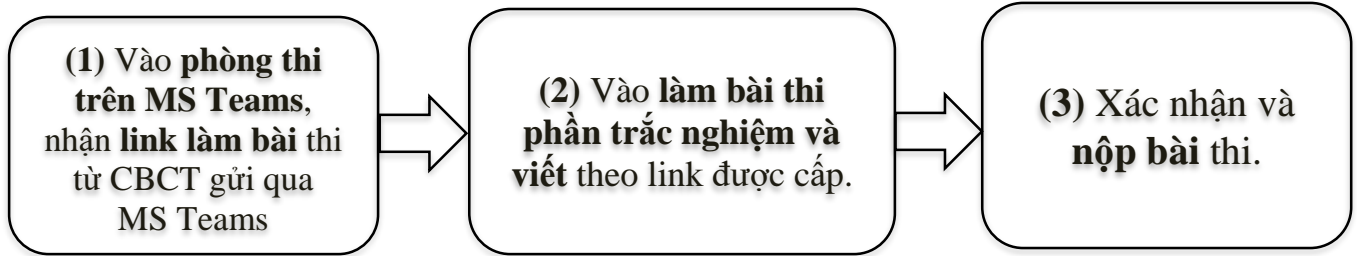 (1) Vào phòng thi
trên MS Teams,
nhận link làm bài thi
từ CBCT gửi qua
MS Teams
(2) Vào làm bài thi
phần trắc nghiệm và
viết theo link được cấp.
(3) Xác nhận và
nộp bài thi.